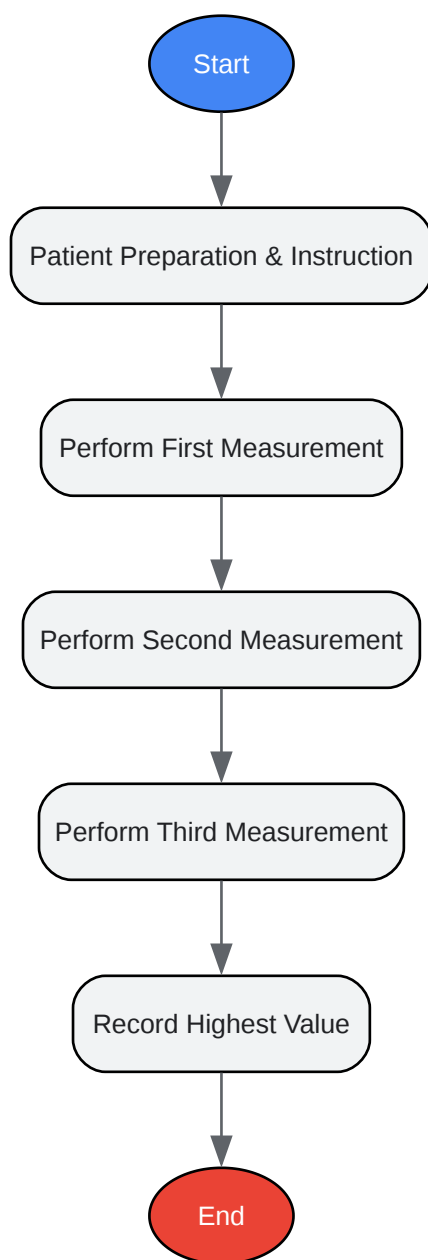 Start
Patient Preparation & Instruction
Perform First Measurement
Perform Second Measurement
Perform Third Measurement
Record Highest Value
End